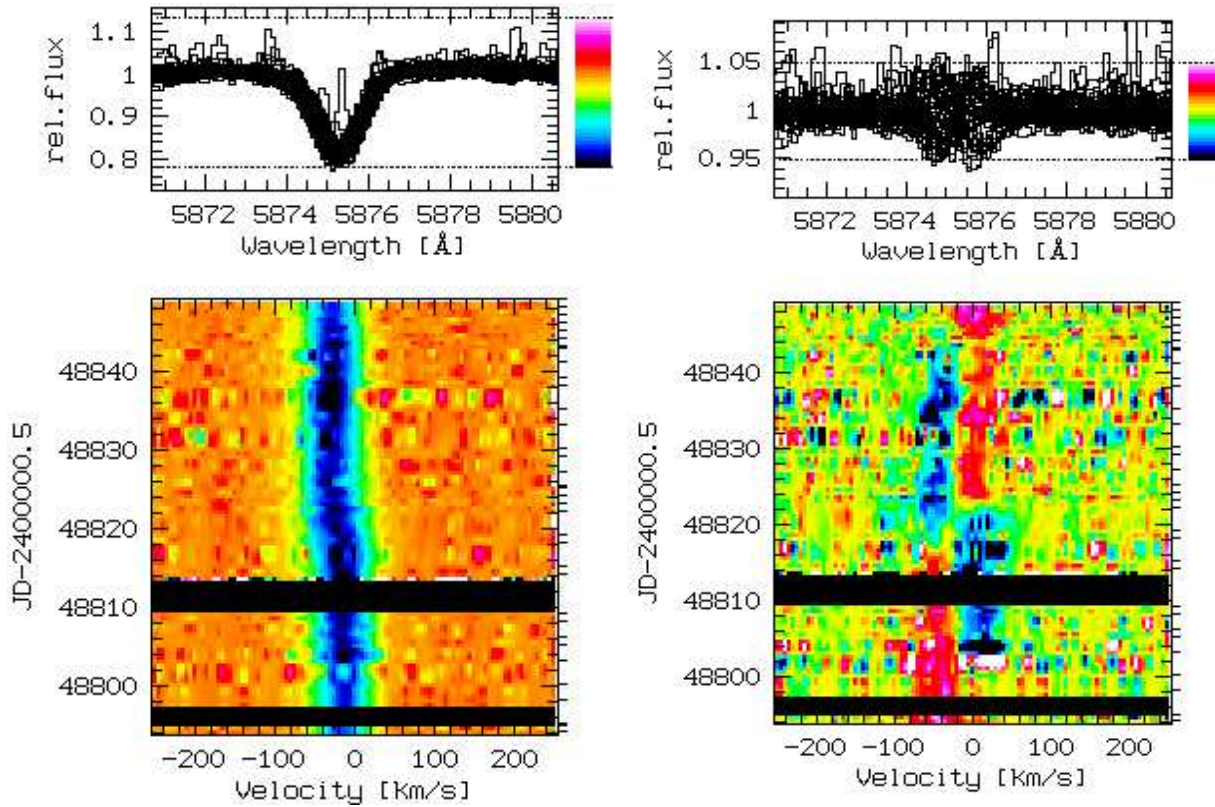 rel.flux
1.1
1
0.9
0.8
5872 5874 5876 5878 5880
Wavelength [Å]
rel.flux
1.05
1
0.95
5872 5874 5876 5878 5880
Wavelength [Å]
JD-2400000.5
48840
48830
48820
48810
48800
-200 -100 0 100 200
Velocity [Km/s]
JD-2400000.5
48840
48830
48820
48810
48800
-200 -100 0 100 200
Velocity [Km/s]